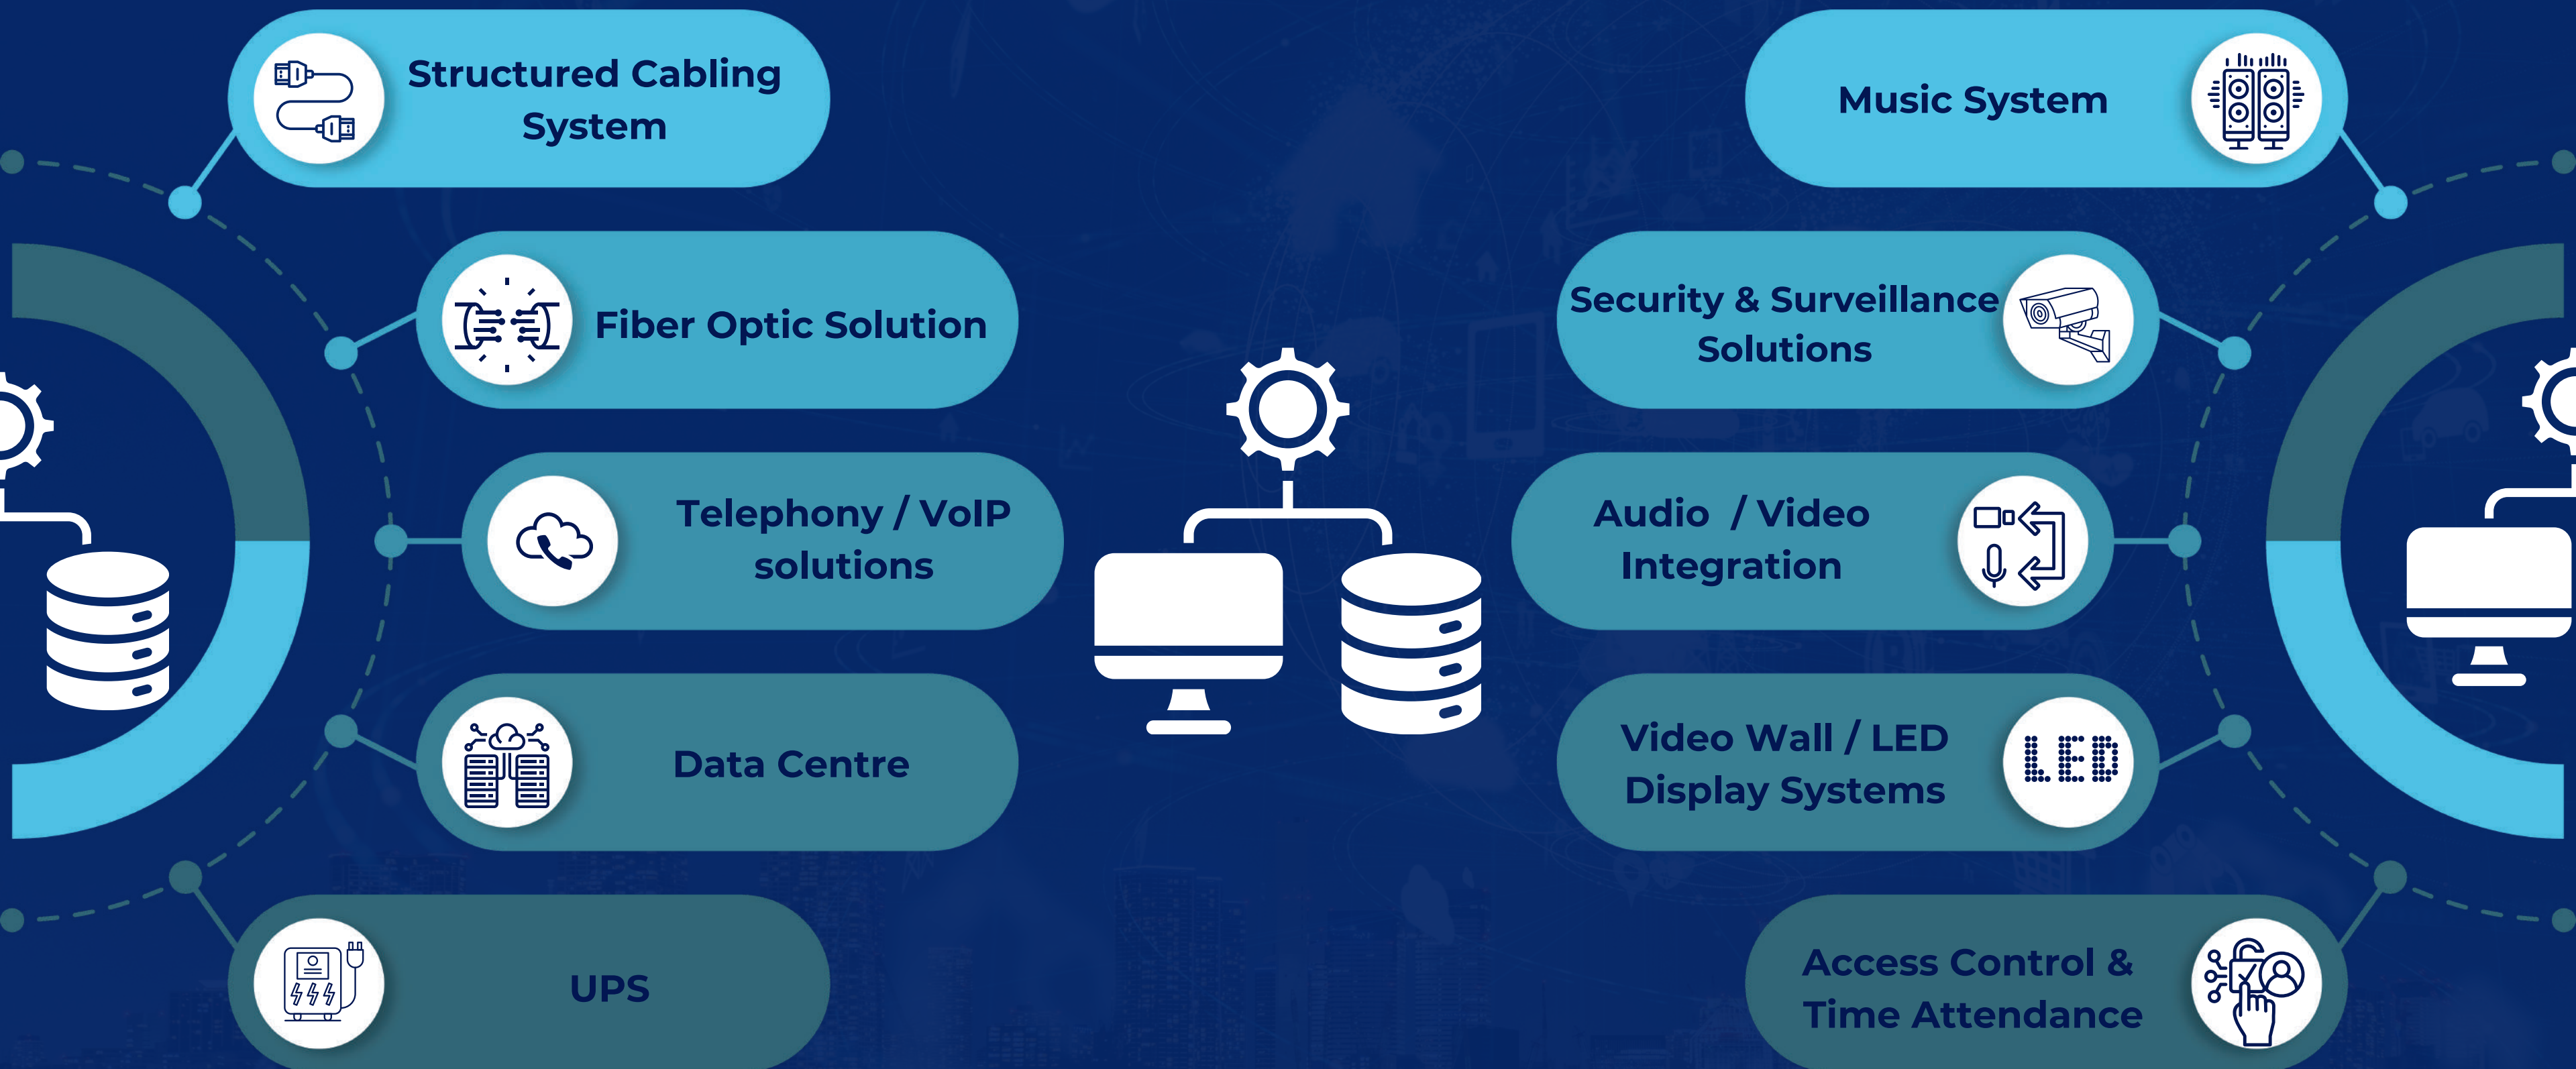 Structured Cabling
System
Fiber Optic Solution
Telephony / VoIP
solutions
Data Centre
UPS
Music System
Security & Surveillance
Solutions
Audio / Video
Integration
Video Wall / LED
Display Systems
LED
Access Control &
Time Attendance